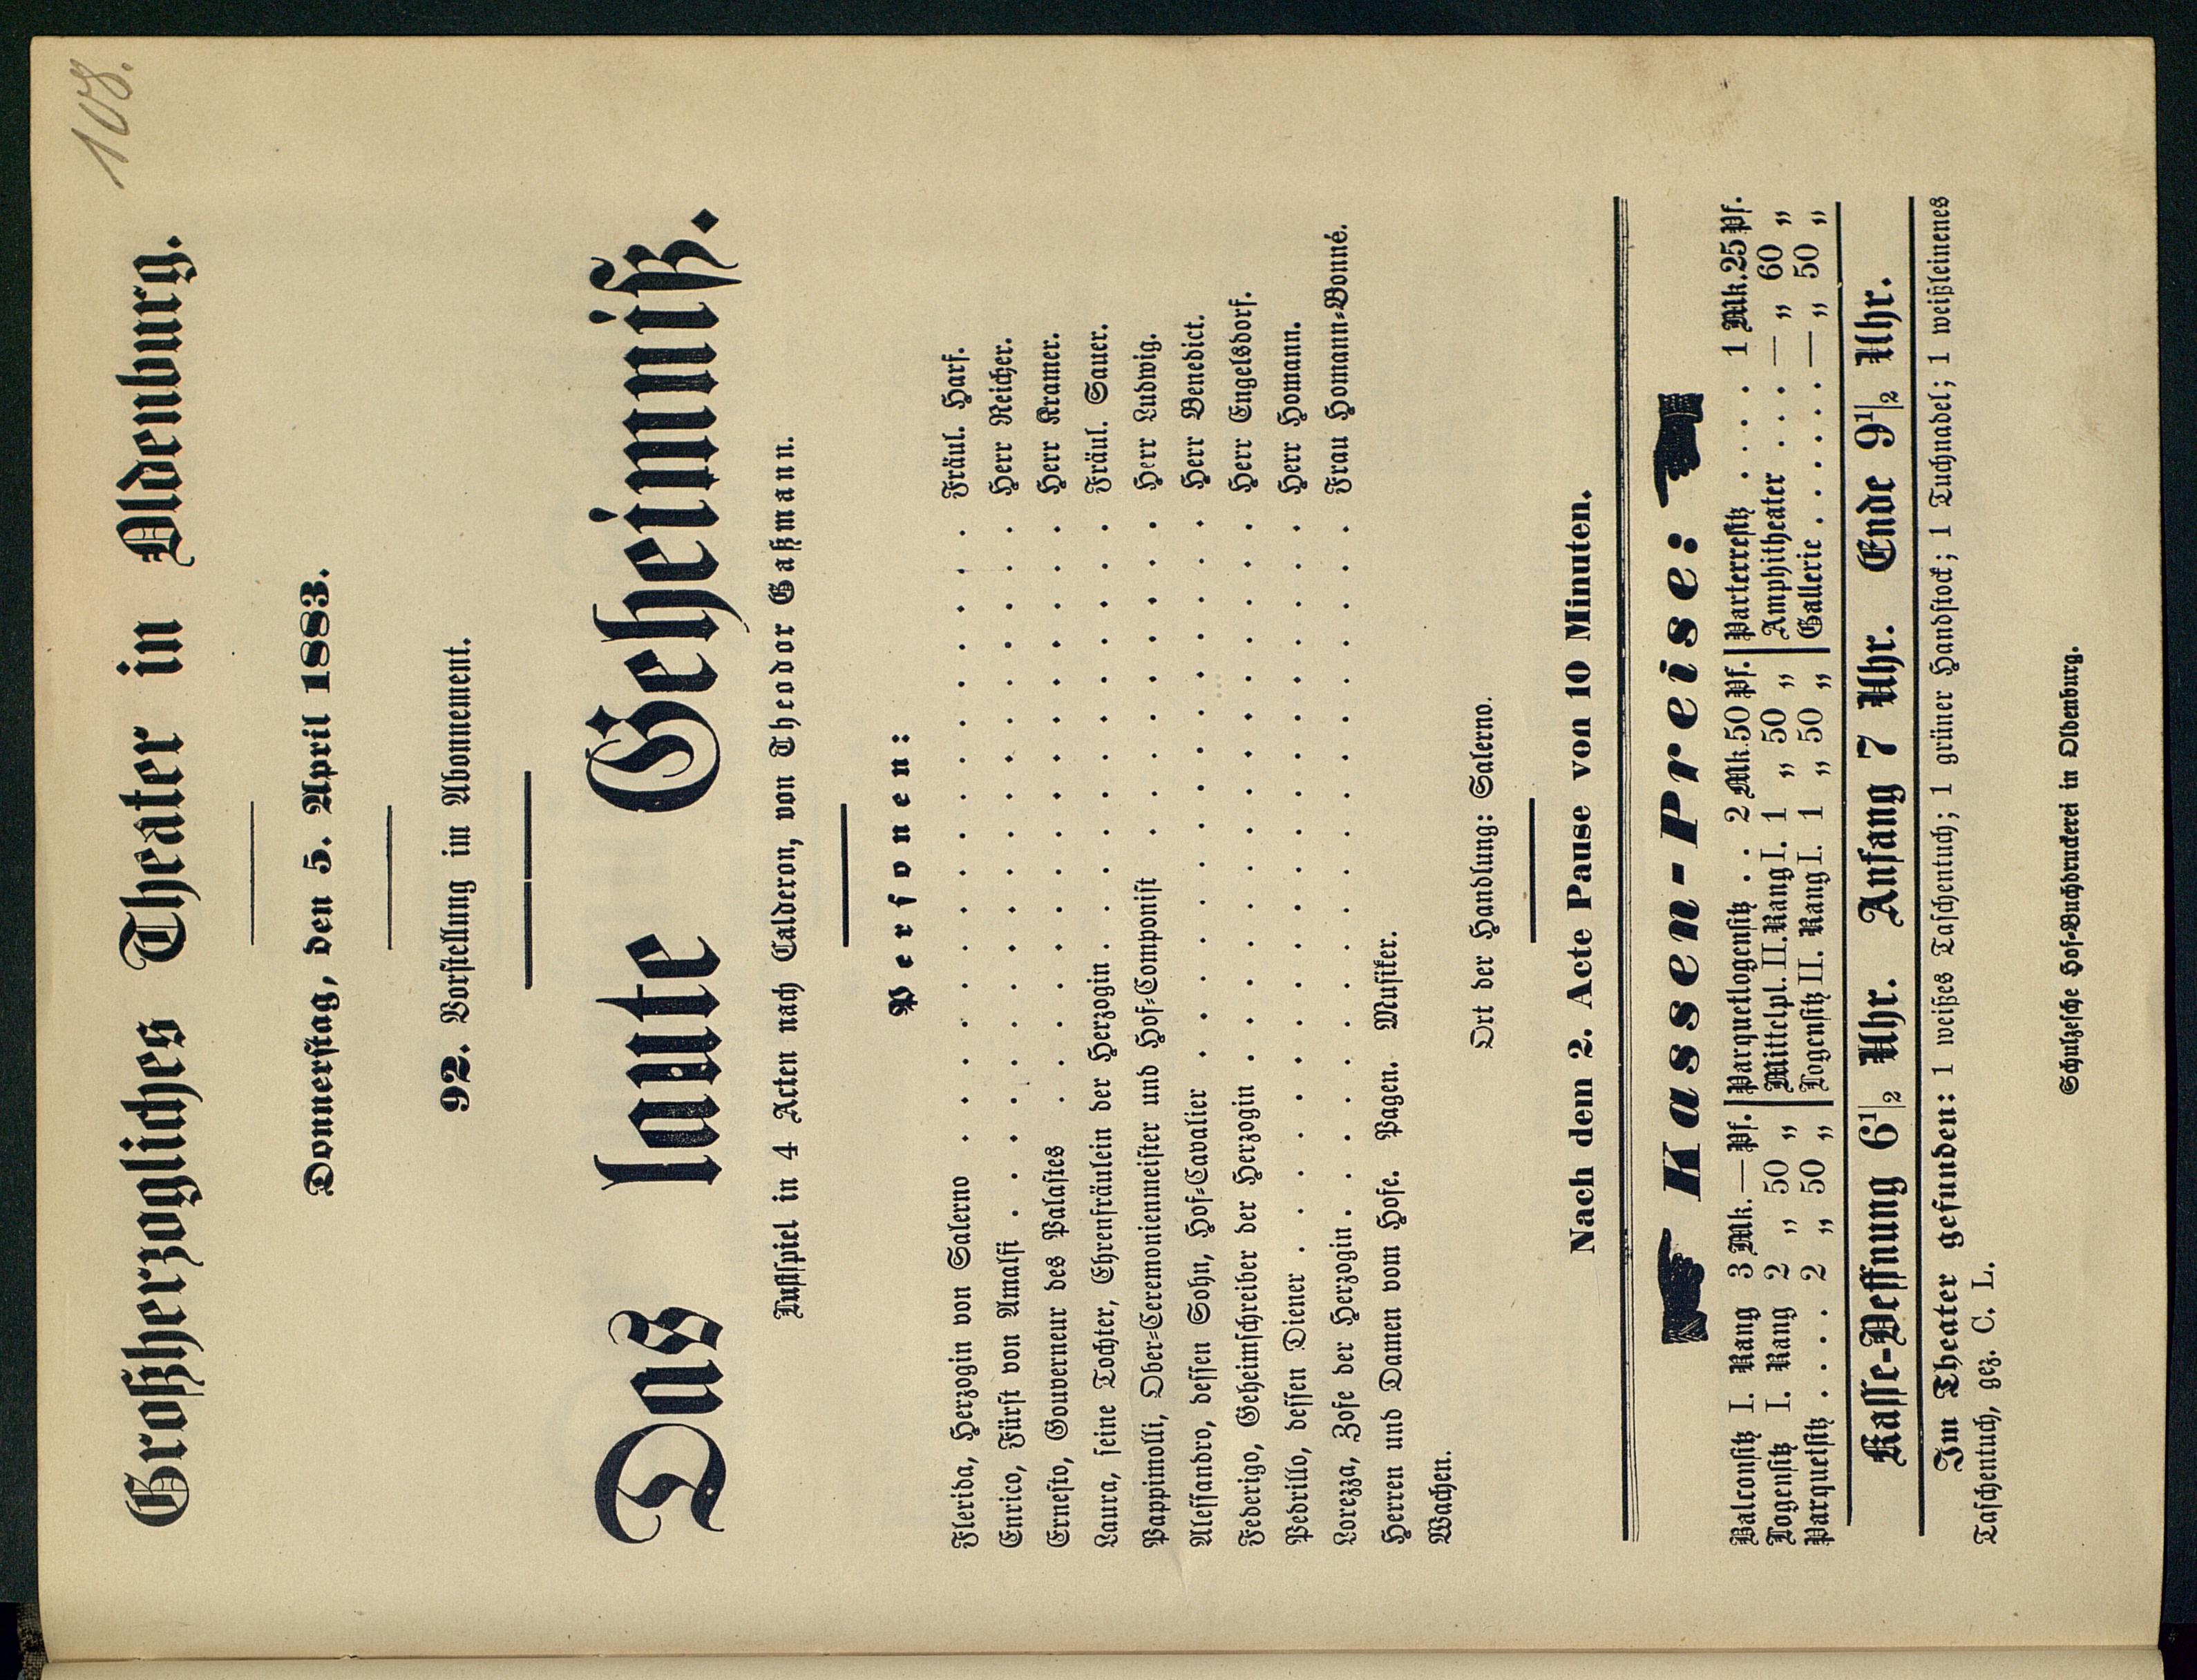 108.
Großherzogliches Theater in Oldenburg.
Donnerstag, den 5. April 1883.
92. Vorstellung im Abonnement.
Das laute Geheimniß.
Lustspiel in 4 Acten nach Calderon, von Theodor Gaßmann.
Personen:
Flerida, Herzogin von Salerno . . . . . . . . . . . . . . . . . Fräul. Harf.
Enrico, Fürst von Amalfi . . . . . . . . . . . . . . . . . . . Herr Reicher.
Ernesto, Gouverneur des Palastes . . . . . . . . . . . . . . . . Herr Kramer.
Laura, seine Tochter, Ehrenfräulein der Herzogin . . . . . . . . . . . . Fräul. Sauer.
Pappimolli, Ober-Ceremonienmeister und Hof-Componist . . . . . . . . . Herr Ludwig.
Alessandro, dessen Sohn, Hof-Cavalier . . . . . . . . . . . . . . . Herr Benedict.
Federigo, Geheimschreiber der Herzogin . . . . . . . . . . . . . . . Herr Engelsdorf.
Pedrillo, dessen Diener . . . . . . . . . . . . . . . . . . . . Herr Homann.
Lorezza, Zofe der Herzogin . . . . . . . . . . . . . . . . . . . Frau Homann-Bonné.
Herren und Damen vom Hofe. Pagen. Musiker.
Wachen.
Ort der Handlung: Salerno.
Nach dem 2. Acte Pause von 10 Minuten.
Kassen-Preise:
Balconsitz I. Rang 3 Mk. — Pf. Parquetlogensitz . . 2 Mk. 50 Pf. Parterresitz . . . . 1 Mk. 25 Pf.
Logensitz I. Rang 2 „ 50 „ Mittelpl. II. Rang I. 1 „ 50 „ Amphitheater . . . — „ 60 „
Parquetsitz . . . . 2 „ 50 „ Logensitz II. Rang I. 1 „ 50 „ Gallerie . . . . . . — „ 50 „
Kasse-Oeffnung 6 1/2 Uhr. Anfang 7 Uhr. Ende 9 1/2 Uhr.
Im Theater gefunden: 1 weißes Taschentuch; 1 grüner Handstock; 1 Tuchnadel; 1 weißleinenes
Taschentuch, gez. C. L.
Schulzesche Hof-Buchdruckerei in Oldenburg.